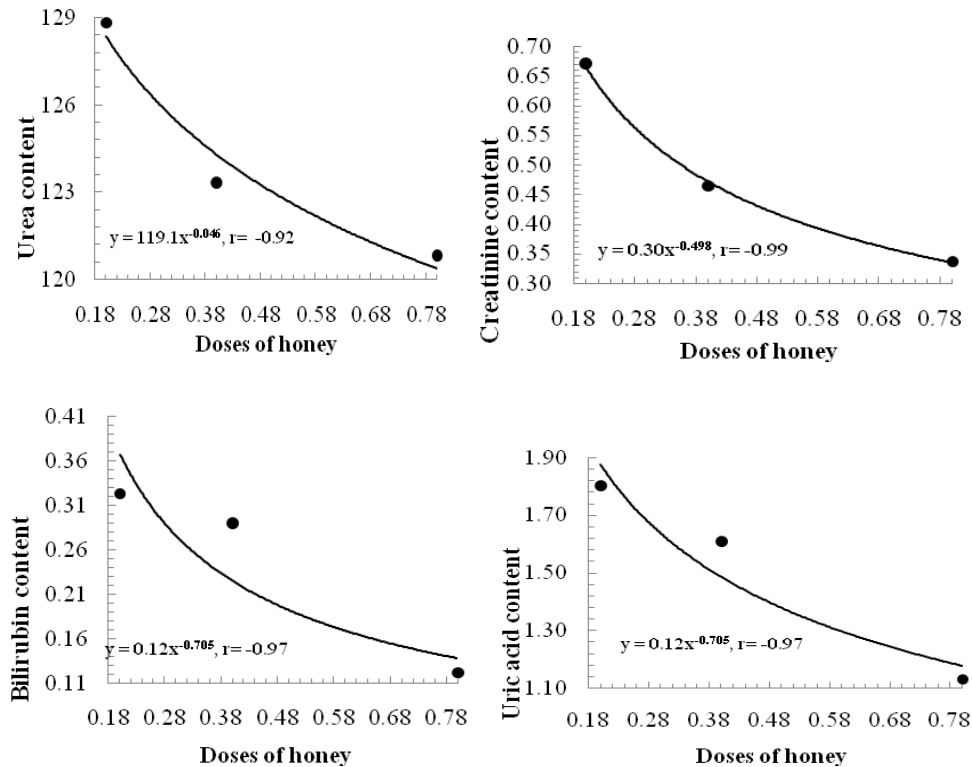 129
126
123
120
Urea content
y = 119.1x-0.046, r= -0.92
0.18 0.28 0.38 0.48 0.58 0.68 0.78
Doses of honey
0.70
0.65
0.60
0.55
0.50
0.45
0.40
0.35
0.30
Creatinine content
y = 0.30x-0.498, r= -0.99
0.18 0.28 0.38 0.48 0.58 0.68 0.78
Doses of honey
0.41
0.36
0.31
0.26
0.21
0.16
0.11
Bilirubin content
y = 0.12x-0.705, r= -0.97
0.18 0.28 0.38 0.48 0.58 0.68 0.78
Doses of honey
1.90
1.70
1.50
1.30
1.10
Uric acid content
y = 0.12x-0.705, r= -0.97
0.18 0.28 0.38 0.48 0.58 0.68 0.78
Doses of honey